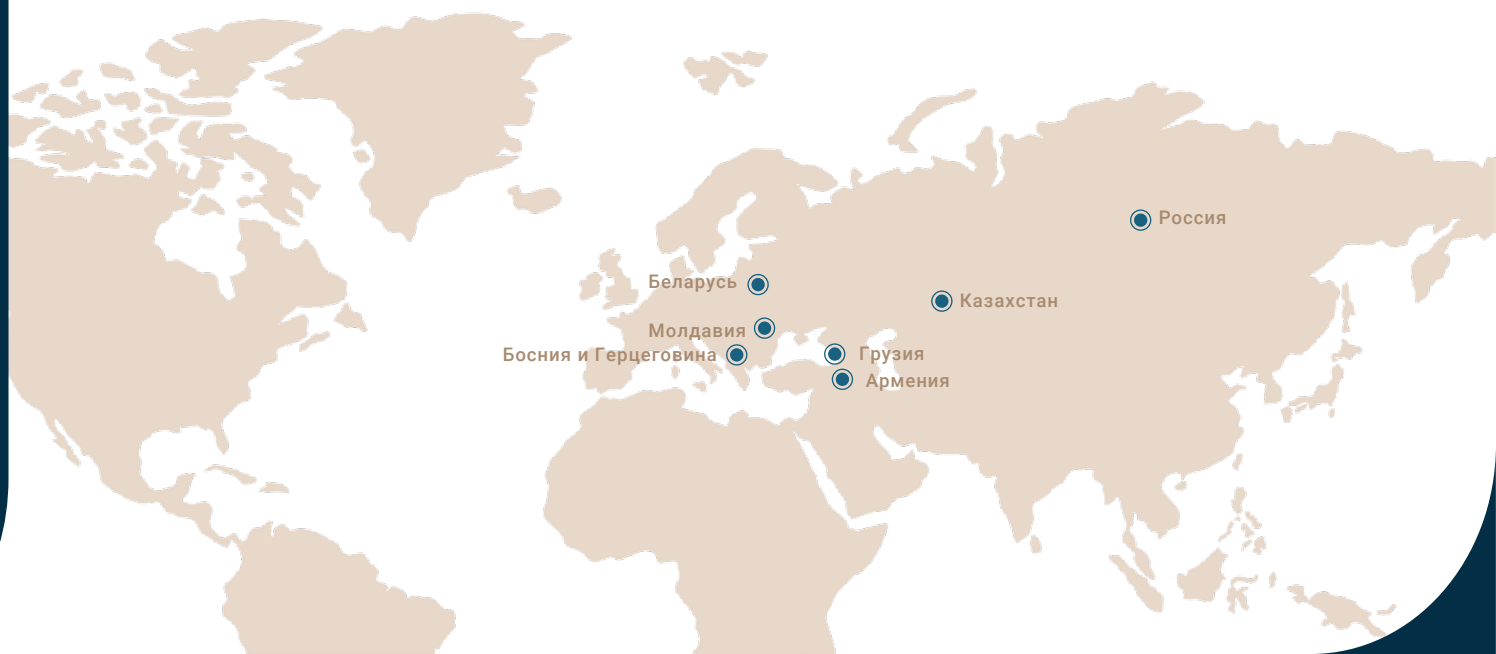 Россия
Беларусь
Казахстан
Молдавия
Босния и Герцеговина
Грузия
Армения